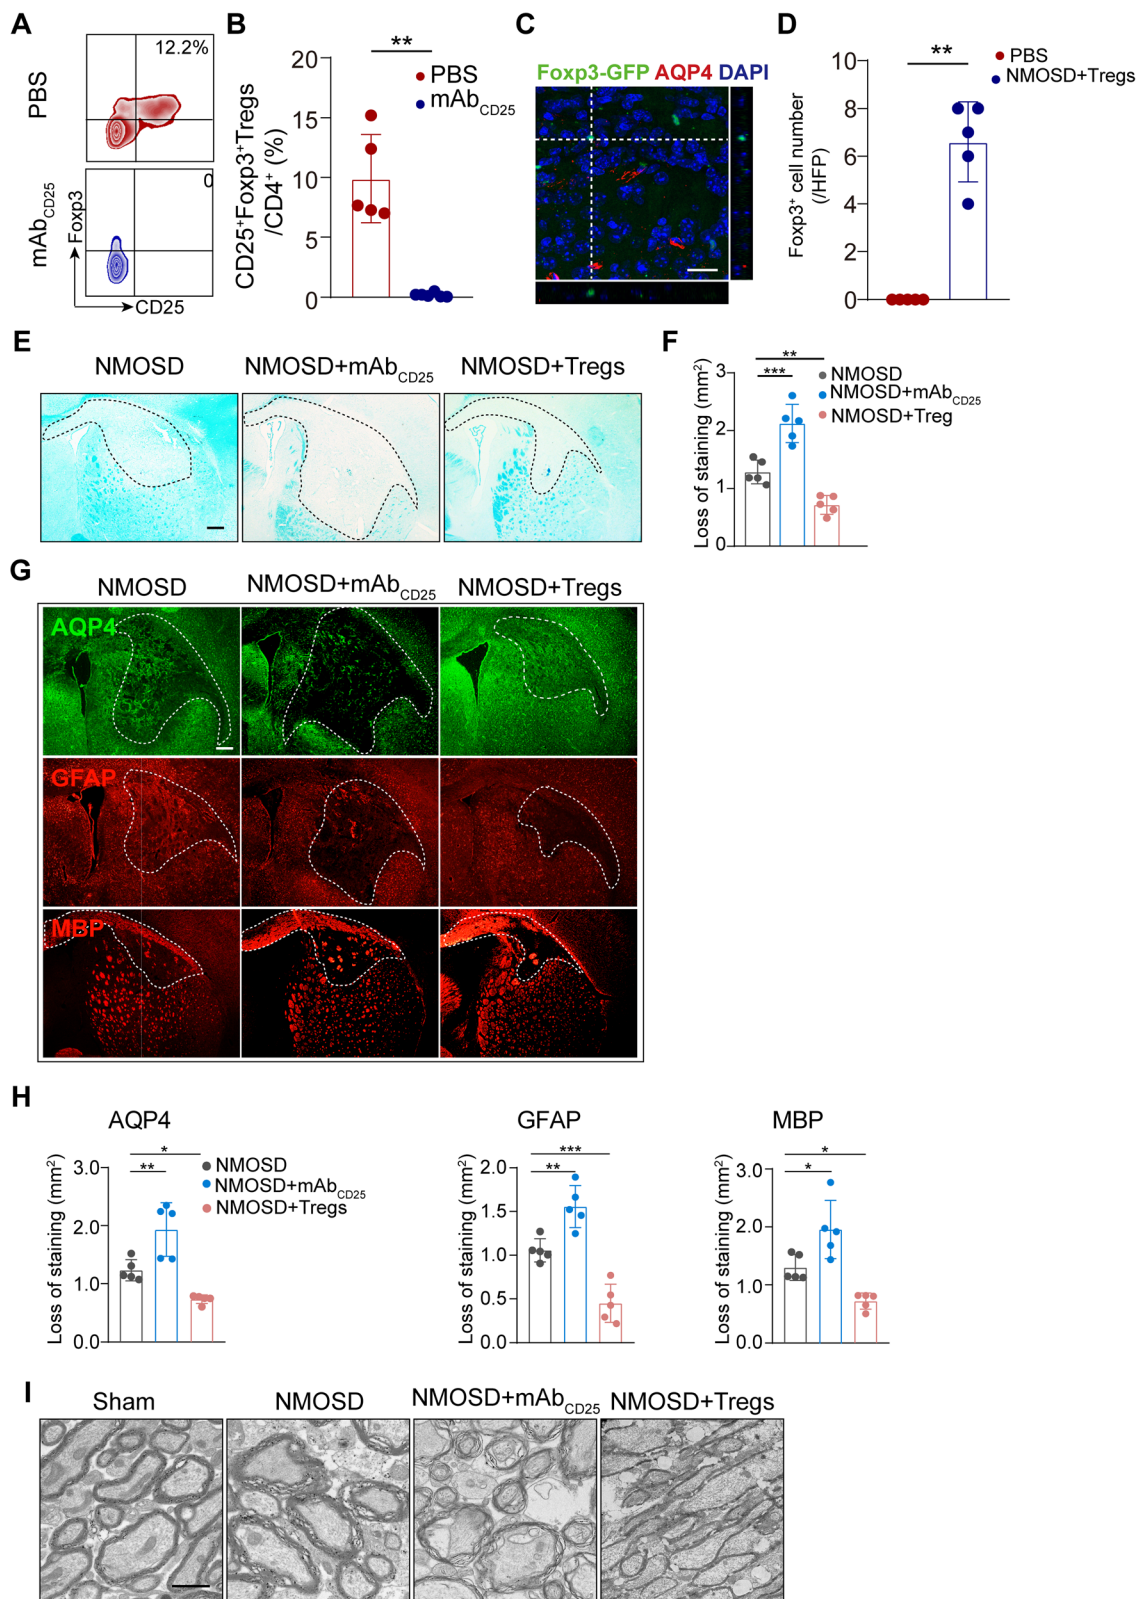 A
PBS
12.2%
mAbCD25
0
Foxp3
CD25
B
**
PBS
mAbCD25
CD25+Foxp3+Tregs
/CD4+ (%)
20
15
10
5
0
C
Foxp3-GFP AQP4 DAPI
D
**
PBS
NMOSD+Tregs
Foxp3+ cell number
(/HFP)
10
8
6
4
2
0
E
NMOSD
NMOSD+mAbCD25
NMOSD+Tregs
F
**
***
NMOSD
NMOSD+mAbCD25
NMOSD+Treg
Loss of staining (mm2)
3
2
1
0
G
NMOSD
NMOSD+mAbCD25
NMOSD+Tregs
AQP4
GFAP
MBP
H
AQP4
*
**
NMOSD
NMOSD+mAbCD25
NMOSD+Tregs
Loss of staining (mm2)
3.0
2.0
1.0
0.0
GFAP
***
**
Loss of staining (mm2)
2.0
1.5
1.0
0.5
0.0
MBP
*
*
Loss of staining (mm2)
3.0
2.0
1.0
0.0
I
Sham
NMOSD
NMOSD+mAbCD25
NMOSD+Tregs